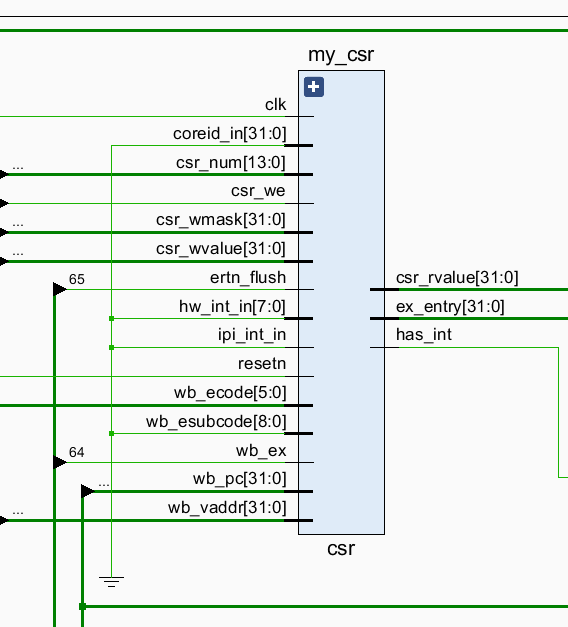 my_csr
clk
coreid_in[31:0]
... csr_num[13:0]
csr_we
... csr_wmask[31:0]
... csr_wvalue[31:0]
65 ertn_flush csr_rvalue[31:0]
hw_int_in[7:0] ex_entry[31:0]
ipi_int_in has_int
resetn
wb_ecode[5:0]
wb_esubcode[8:0]
64 wb_ex
... wb_pc[31:0]
... wb_vaddr[31:0]
csr